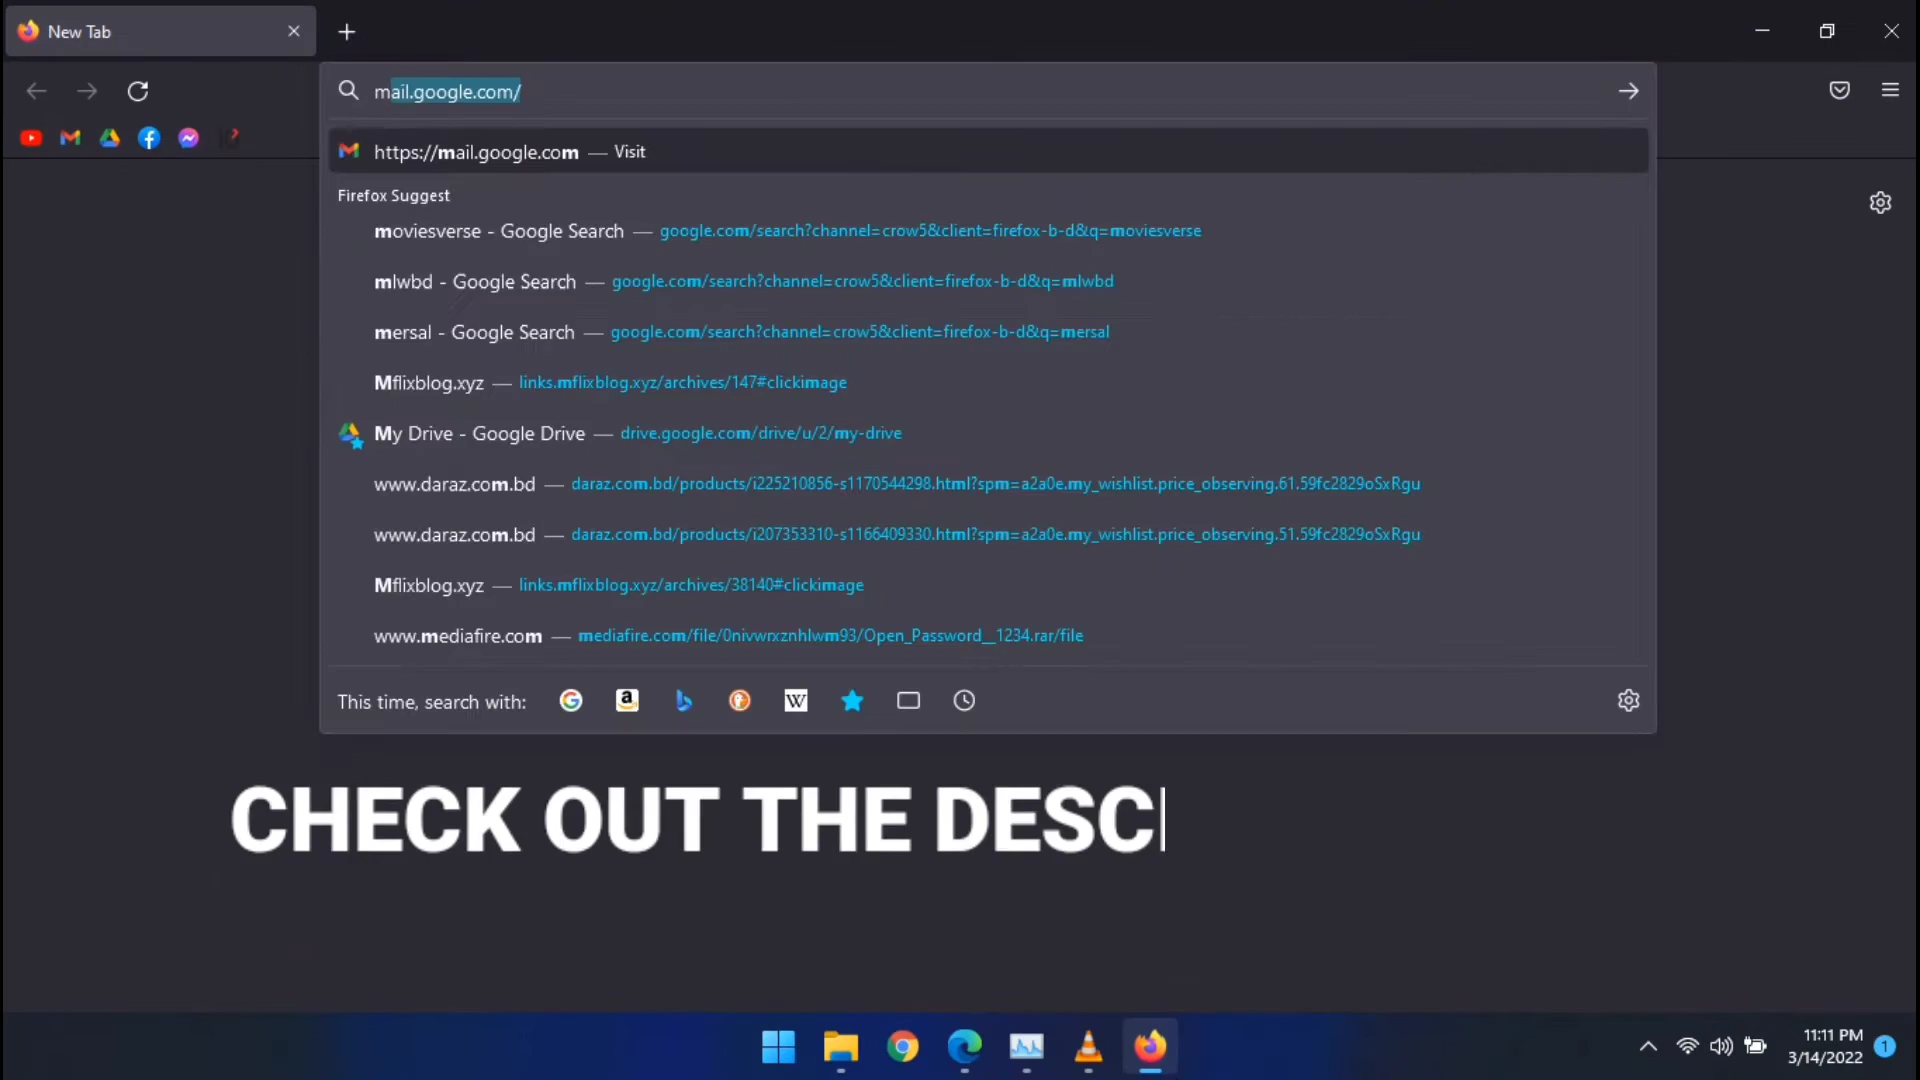 New Tab
mail.google.com/
https://mail.google.com — Visit
Firefox Suggest
moviesverse - Google Search — google.com/search?channel=crow5&client=firefox-b-d&q=moviesverse
mlwbd - Google Search — google.com/search?channel=crow5&client=firefox-b-d&q=mlwbd
mersal - Google Search — google.com/search?channel=crow5&client=firefox-b-d&q=mersal
Mflixblog.xyz — links.mflixblog.xyz/archives/147#clickimage
My Drive - Google Drive — drive.google.com/drive/u/2/my-drive
www.daraz.com.bd — daraz.com.bd/products/i225210856-s1170544298.html?spm=a2a0e.my_wishlist.price_observing.61.59fc2829oSxRgu
www.daraz.com.bd — daraz.com.bd/products/i207353310-s1166409330.html?spm=a2a0e.my_wishlist.price_observing.51.59fc2829oSxRgu
Mflixblog.xyz — links.mflixblog.xyz/archives/38140#clickimage
www.mediafire.com — mediafire.com/file/0nivwrxznhlwm93/Open_Password__1234.rar/file
This time, search with:
CHECK OUT THE DESC
11:11 PM
3/14/2022
1